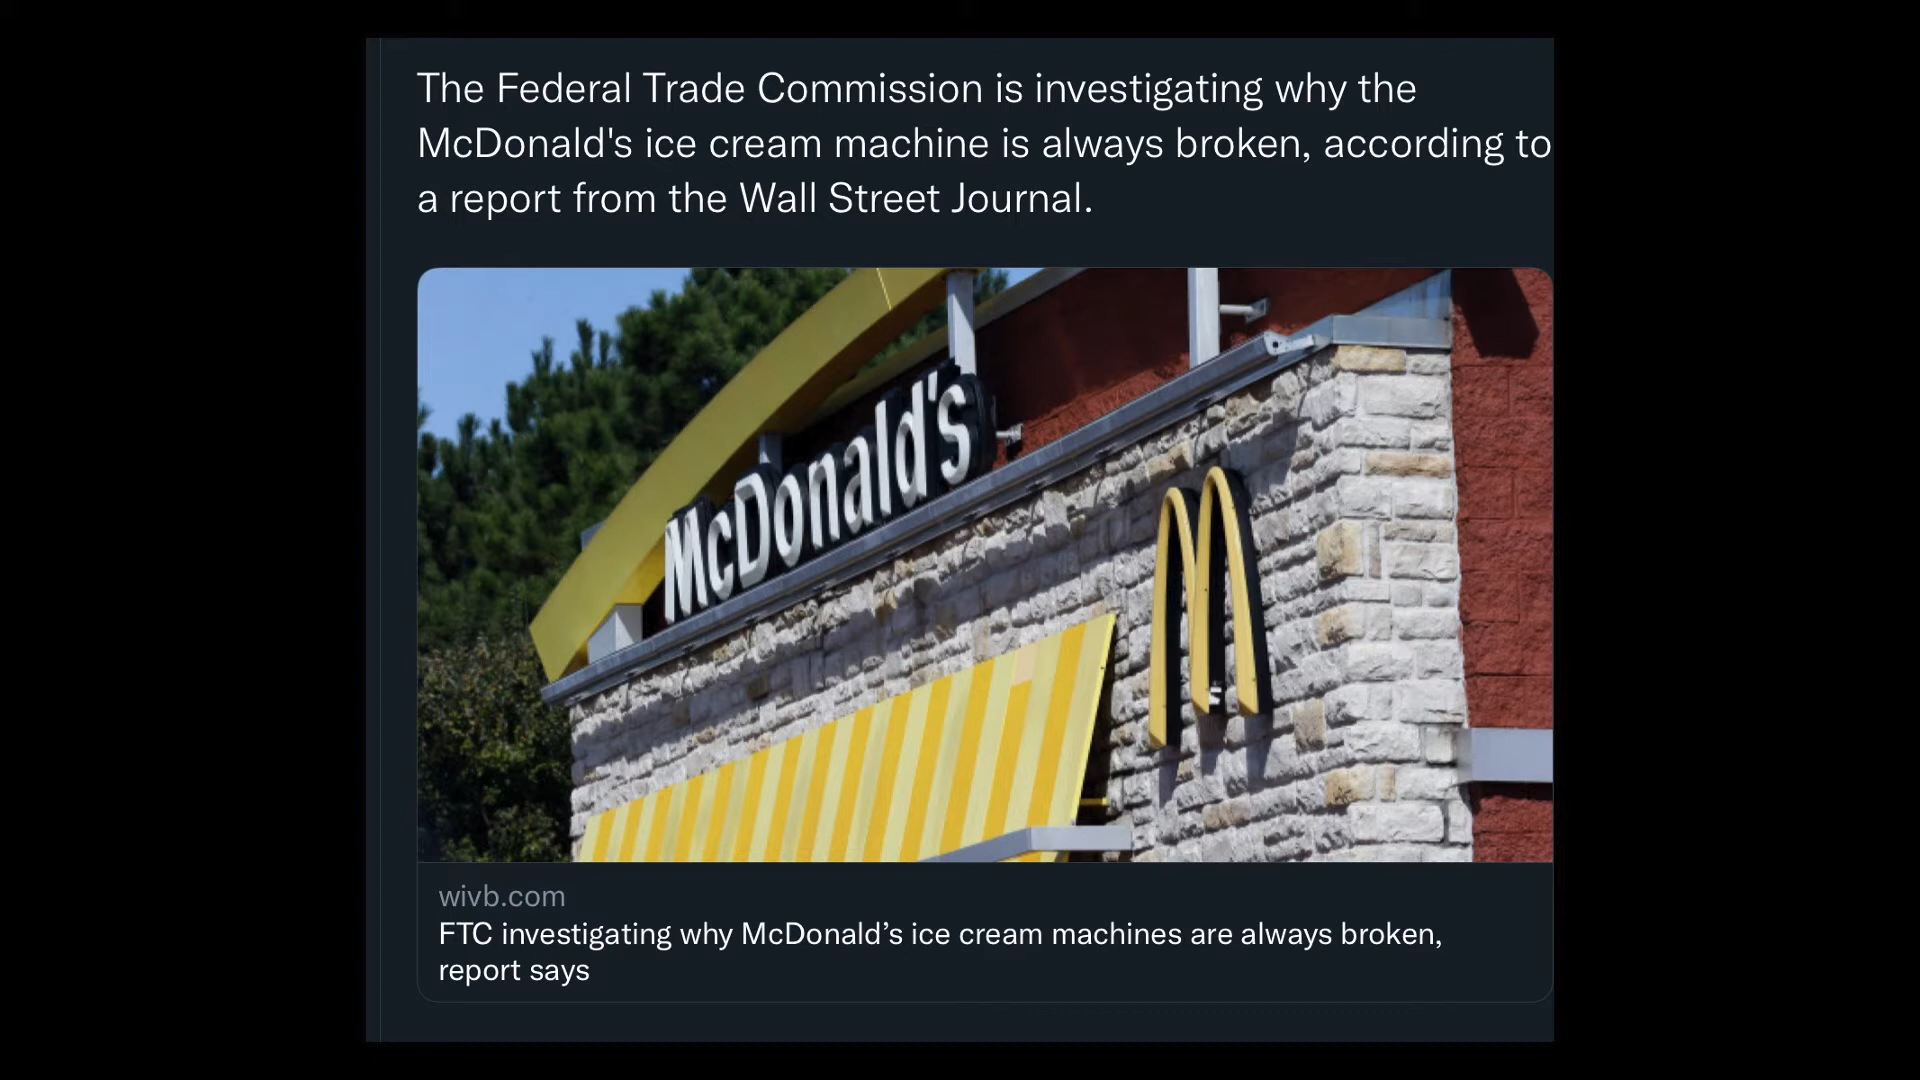 The Federal Trade Commission is investigating why the
McDonald's ice cream machine is always broken, according to
a report from the Wall Street Journal.
McDonald's
wivb.com
FTC investigating why McDonald’s ice cream machines are always broken,
report says